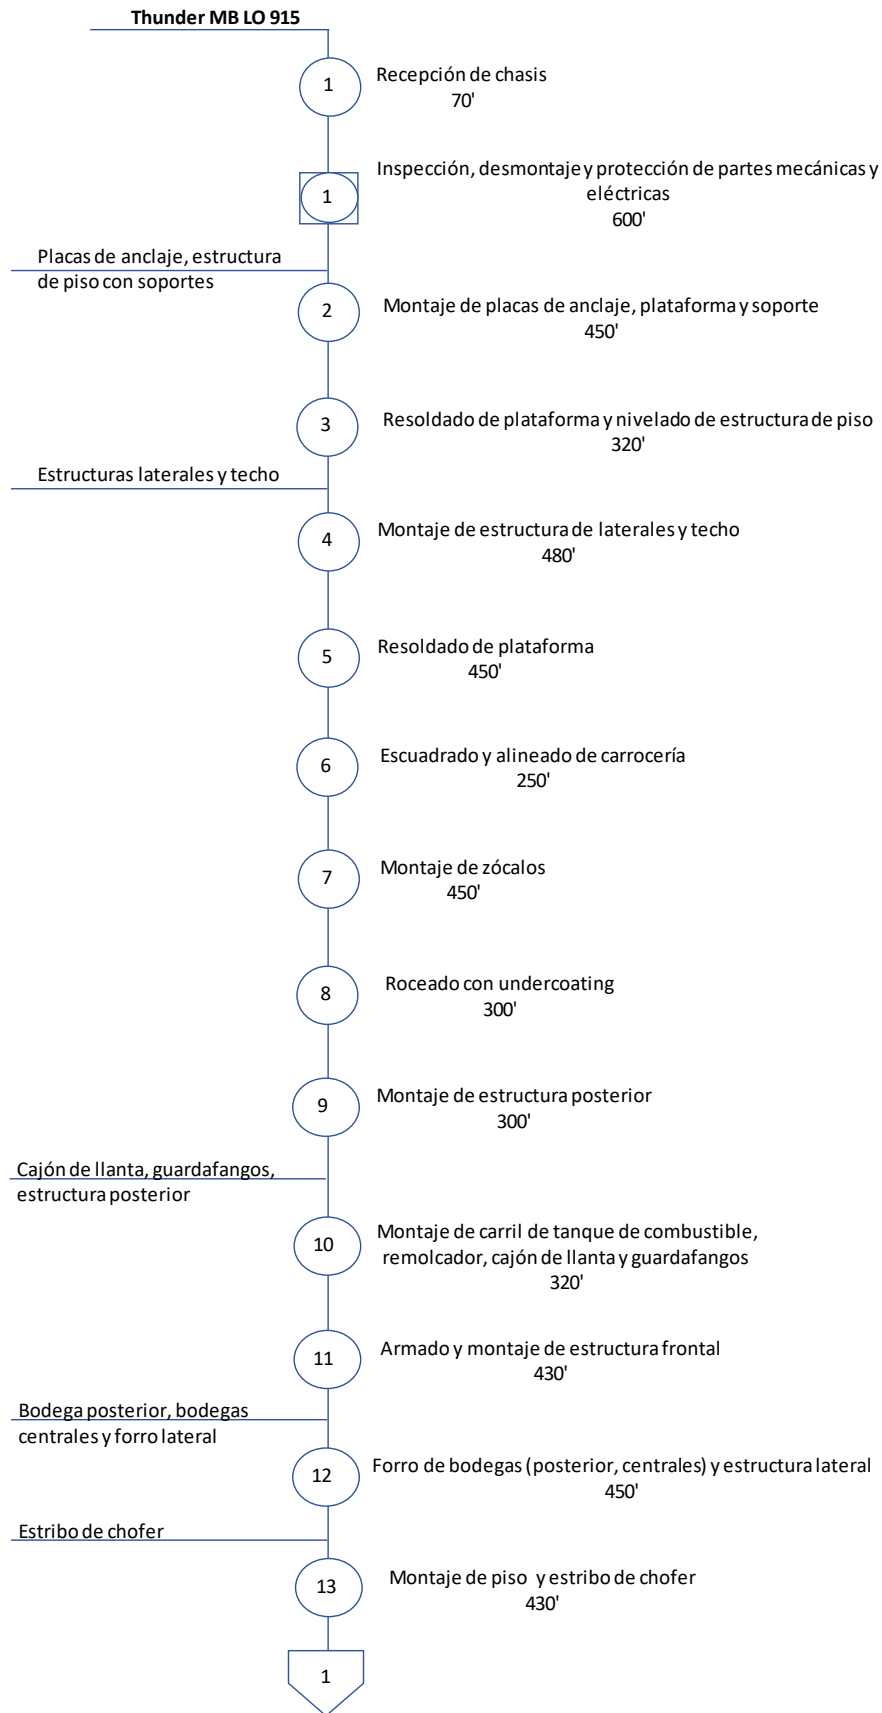 Thunder MB LO 915
1
Recepción de chasis
70'
1
Inspección, desmontaje y protección de partes mecánicas y
eléctricas
600'
Placas de anclaje, estructura
de piso con soportes
2
Montaje de placas de anclaje, plataforma y soporte
450'
3
Resoldado de plataforma y nivelado de estructura de piso
320'
Estructuras laterales y techo
4
Montaje de estructura de laterales y techo
480'
5
Resoldado de plataforma
450'
6
Escuadrado y alineado de carrocería
250'
7
Montaje de zócalos
450'
8
Roceado con undercoating
300'
9
Montaje de estructura posterior
300'
Cajón de llanta, guardafangos,
estructura posterior
10
Montaje de carril de tanque de combustible,
remolcador, cajón de llanta y guardafangos
320'
11
Armado y montaje de estructura frontal
430'
Bodega posterior, bodegas
centrales y forro lateral
12
Forro de bodegas (posterior, centrales) y estructura lateral
450'
Estribo de chofer
13
Montaje de piso y estribo de chofer
430'
1